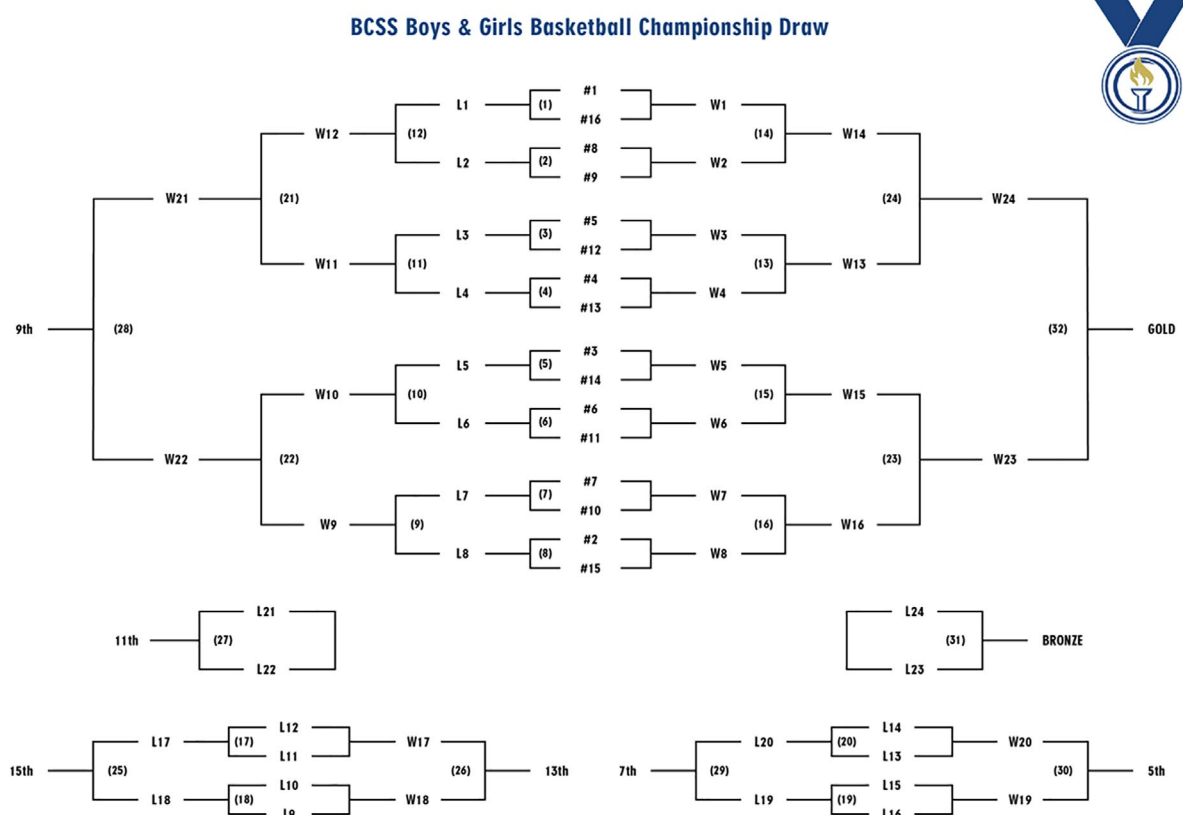 BCSS Boys & Girls Basketball Championship Draw
#1
L1 (1) W1
#16
W12 (12) (14) W14
#8
L2 (2) W2
#9
W21 (21) (24) W24
#5
L3 (3) W3
#12
W11 (11) (13) W13
#4
L4 (4) W4
#13
9th (28) (32) GOLD
#3
L5 (5) W5
#14
W10 (10) (15) W15
#6
L6 (6) W6
#11
W22 (22) (23) W23
#7
L7 (7) W7
#10
W9 (9) (16) W16
#2
L8 (8) W8
#15
L21
11th (27)
L22
L24
(31) BRONZE
L23
L12
L17 (17) W17
L11
15th (25) (26) 13th
L10
L18 (18) W18
L9
L14
L20 (20) W20
L13
7th (29) (30) 5th
L15
L19 (19) W19
L16